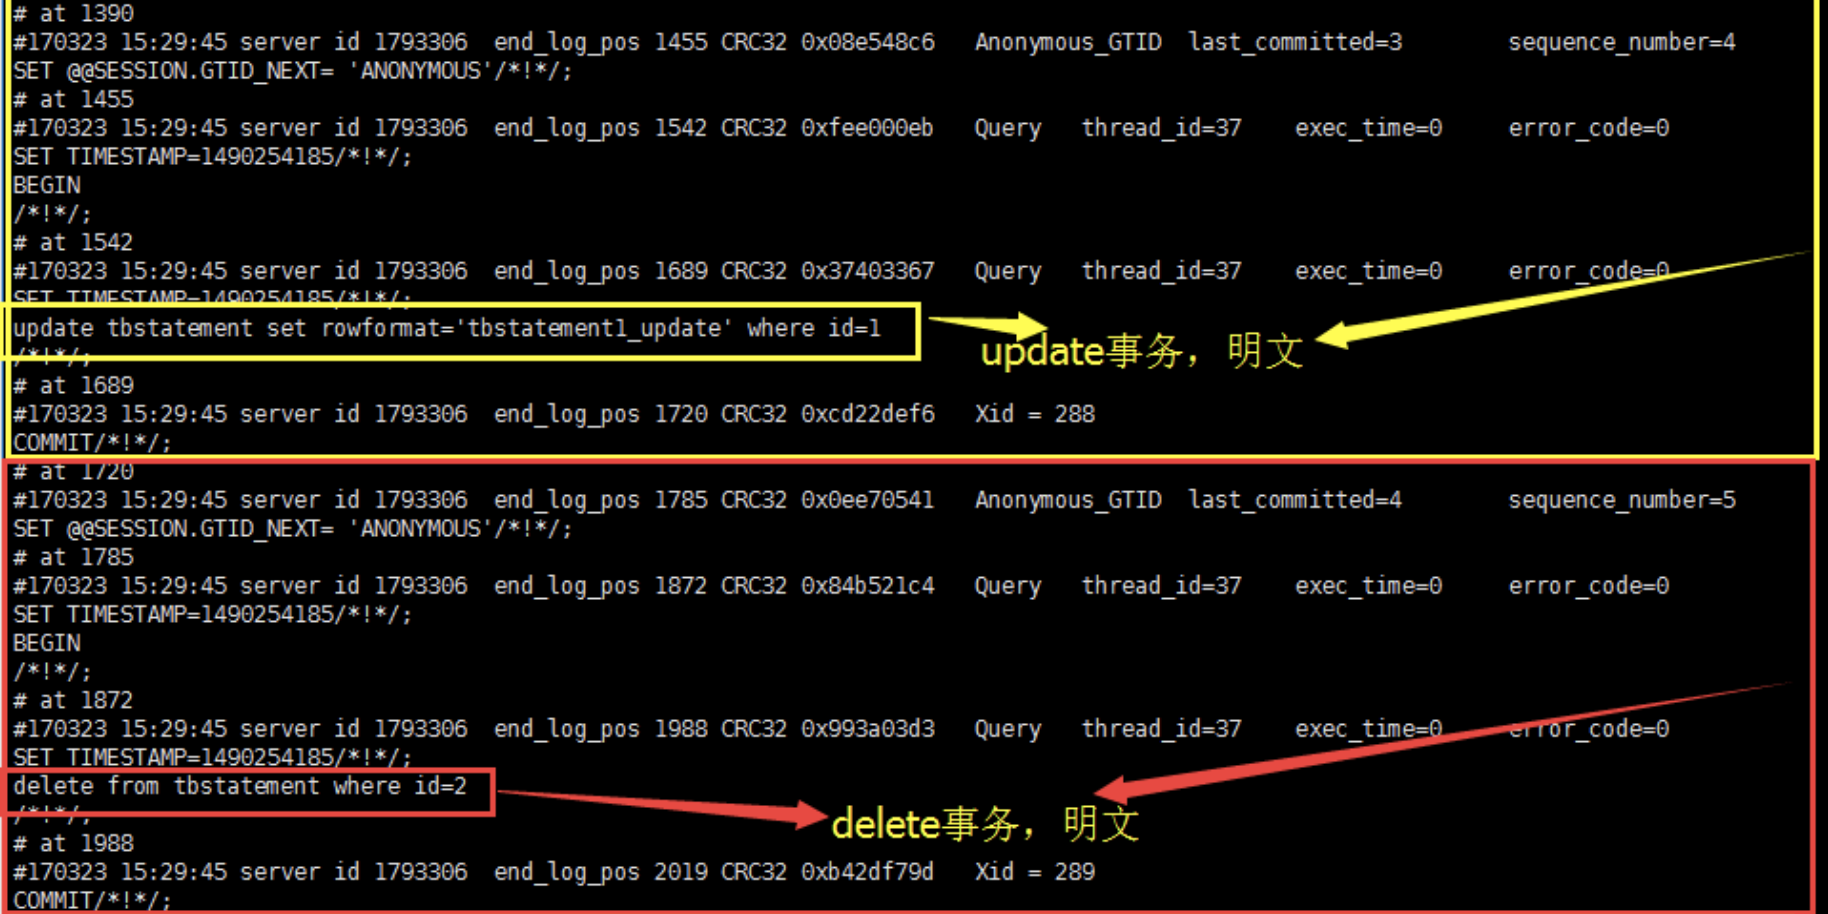 # at 1390
#170323 15:29:45 server id 1793306  end_log_pos 1455 CRC32 0x08e548c6   Anonymous_GTID  last_committed=3        sequence_number=4
SET @@SESSION.GTID_NEXT= 'ANONYMOUS'/*!*/;
# at 1455
#170323 15:29:45 server id 1793306  end_log_pos 1542 CRC32 0xfee000eb   Query   thread_id=37    exec_time=0     error_code=0
SET TIMESTAMP=1490254185/*!*/;
BEGIN
/*!*/;
# at 1542
#170323 15:29:45 server id 1793306  end_log_pos 1689 CRC32 0x37403367   Query   thread_id=37    exec_time=0     error_code=0
SET TIMESTAMP=1490254185/*!*/;
update tbstatement set rowformat='tbstatement1_update' where id=1
update事务，明文
/*!*/;
# at 1689
#170323 15:29:45 server id 1793306  end_log_pos 1720 CRC32 0xcd22def6   Xid = 288
COMMIT/*!*/;
# at 1720
#170323 15:29:45 server id 1793306  end_log_pos 1785 CRC32 0x0ee70541   Anonymous_GTID  last_committed=4        sequence_number=5
SET @@SESSION.GTID_NEXT= 'ANONYMOUS'/*!*/;
# at 1785
#170323 15:29:45 server id 1793306  end_log_pos 1872 CRC32 0x84b521c4   Query   thread_id=37    exec_time=0     error_code=0
SET TIMESTAMP=1490254185/*!*/;
BEGIN
/*!*/;
# at 1872
#170323 15:29:45 server id 1793306  end_log_pos 1988 CRC32 0x993a03d3   Query   thread_id=37    exec_time=0     error_code=0
SET TIMESTAMP=1490254185/*!*/;
delete from tbstatement where id=2
delete事务，明文
/*!*/;
# at 1988
#170323 15:29:45 server id 1793306  end_log_pos 2019 CRC32 0xb42df79d   Xid = 289
COMMIT/*!*/;